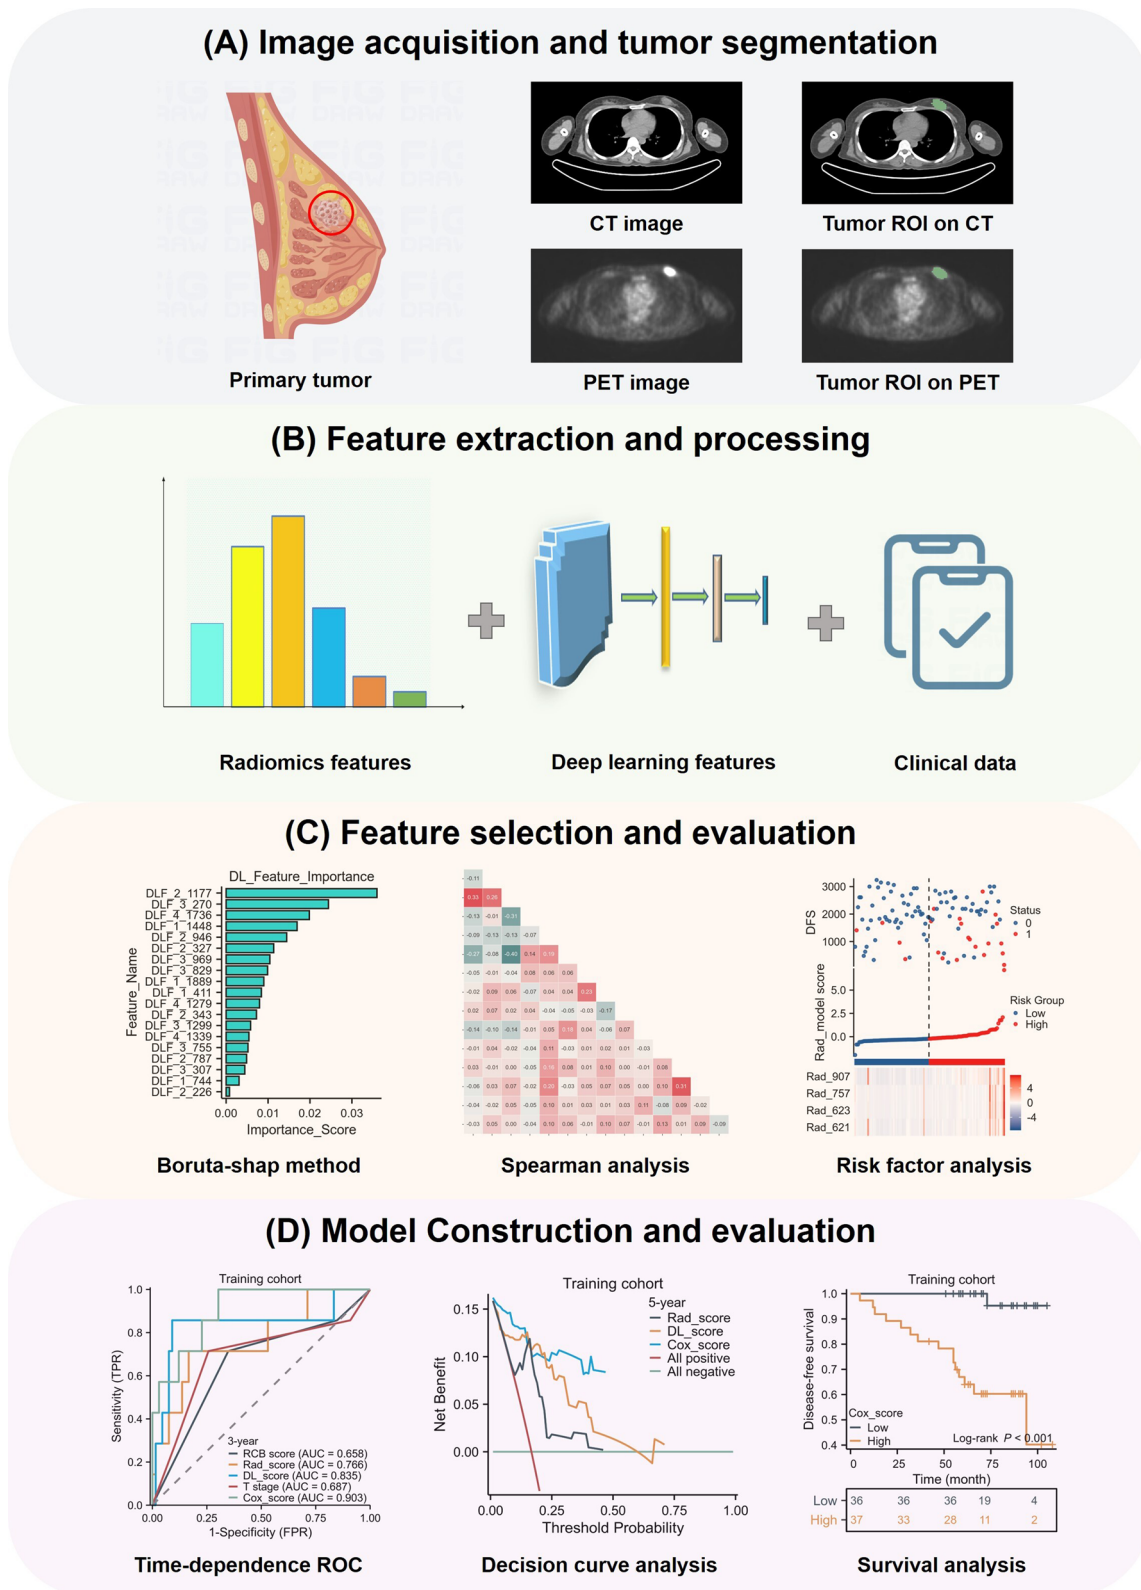 (A) Image acquisition and tumor segmentation
CT image
Tumor ROI on CT
Primary tumor
PET image
Tumor ROI on PET
(B) Feature extraction and processing
Radiomics features
Deep learning features
Clinical data
(C) Feature selection and evaluation
DL_Feature_Importance
Feature_Name
DLF_2_1177
DLF_3_270
DLF_4_1736
DLF_1_1448
DLF_2_946
DLF_2_327
DLF_3_969
DLF_3_829
DLF_1_1889
DLF_1_411
DLF_4_1279
DLF_2_343
DLF_3_1299
DLF_4_1339
DLF_3_755
DLF_2_787
DLF_3_307
DLF_1_744
DLF_2_226
0.00 0.01 0.02 0.03
Importance_Score
Boruta-shap method
Spearman analysis
DFS
3000
2000
1000
Status
0
1
Rad_model score
5.0
2.5
0.0
Risk Group
Low
High
Rad_907
Rad_757
Rad_623
Rad_621
4
0
-4
Risk factor analysis
(D) Model Construction and evaluation
Training cohort
Sensitivity (TPR)
1.0
0.8
0.6
0.4
0.2
0.0
3-year
RCB score (AUC = 0.658)
Rad_score (AUC = 0.766)
DL_score (AUC = 0.835)
T stage (AUC = 0.687)
Cox_score (AUC = 0.903)
0.00 0.25 0.50 0.75 1.00
1-Specificity (FPR)
Time-dependence ROC
Training cohort
Net Benefit
0.15
0.10
0.05
0.00
5-year
Rad_score
DL_score
Cox_score
All positive
All negative
0.00 0.25 0.50 0.75 1.00
Threshold Probability
Decision curve analysis
Training cohort
Disease-free survival
1.0
0.9
0.8
0.7
0.6
0.5
0.4
Cox_score
Low
High
Log-rank P < 0.001
0 25 50 75 100
Time (month)
Low 36 36 36 19 4
High 37 33 28 11 2
Survival analysis